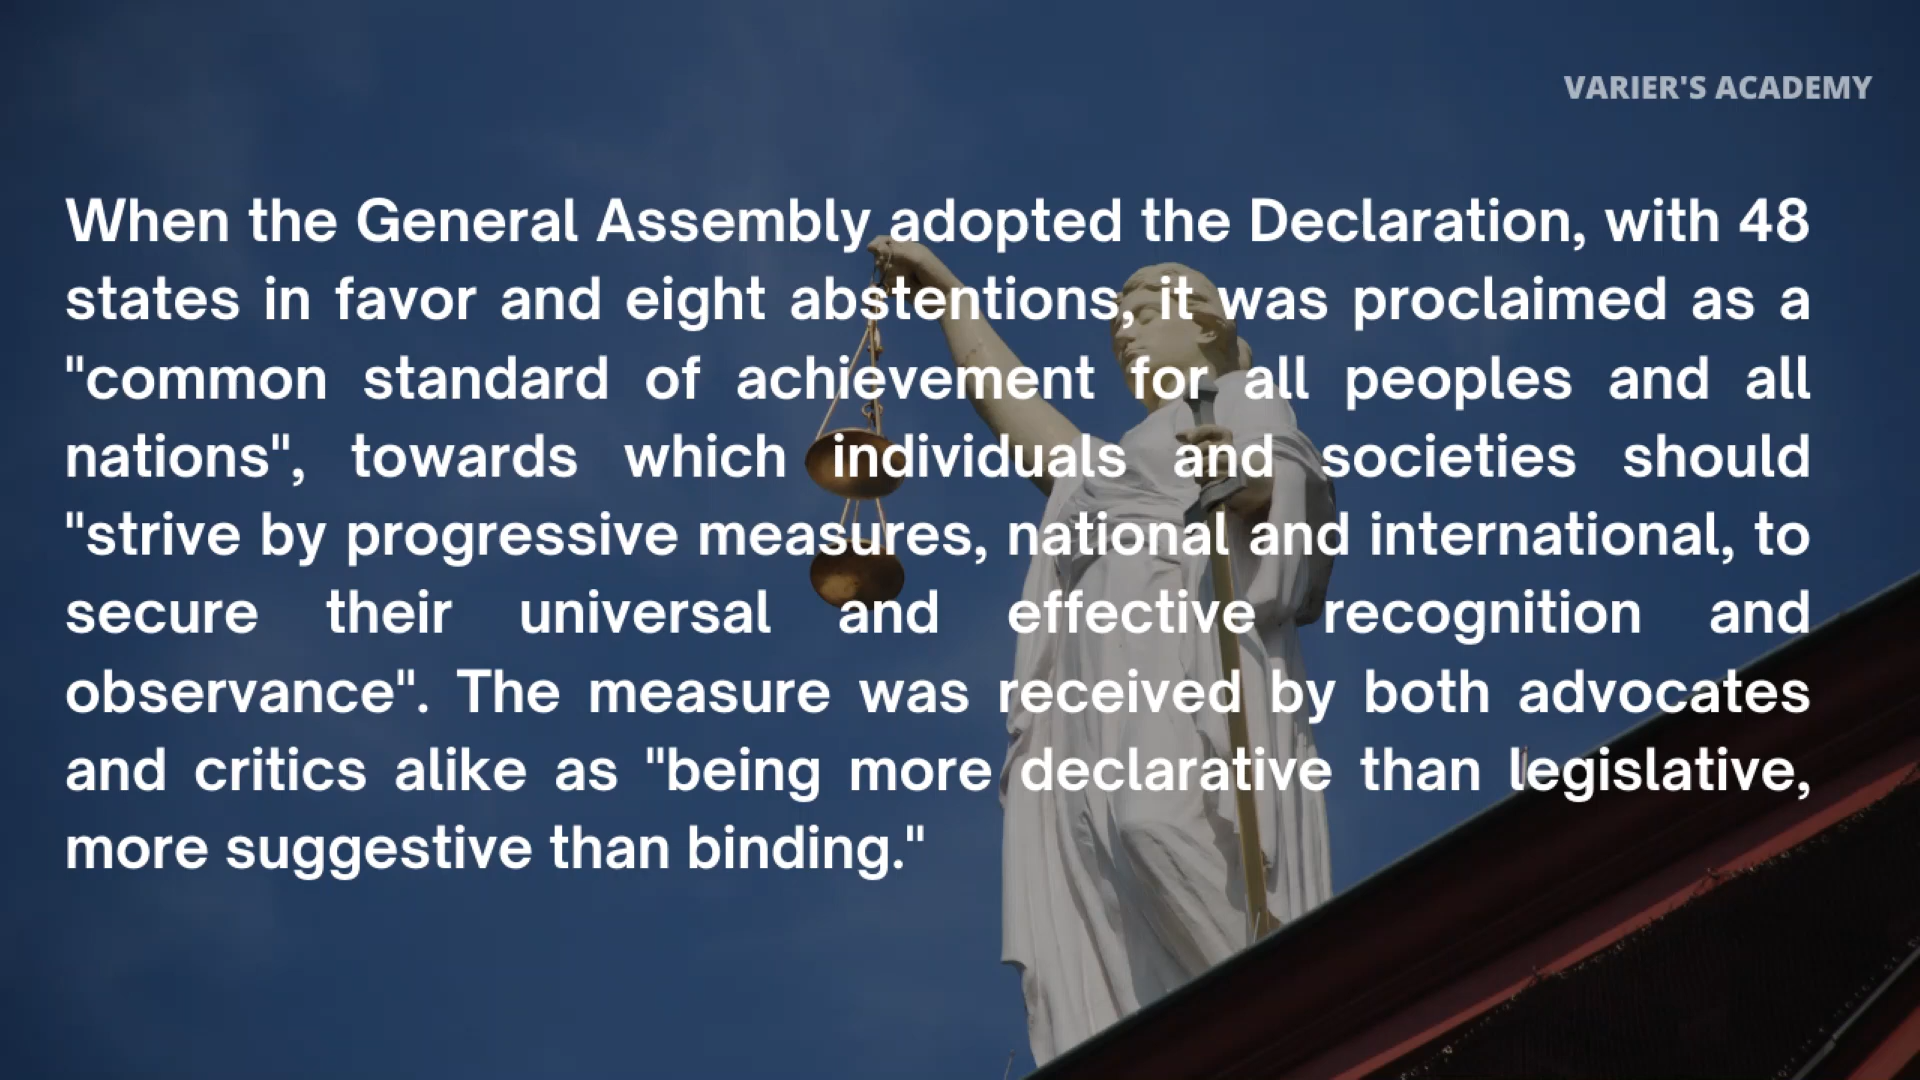 VARIER'S ACADEMY
When the General Assembly adopted the Declaration, with 48
states in favor and eight abstentions, it was proclaimed as a
"common standard of achievement for all peoples and all
nations", towards which individuals and societies should
"strive by progressive measures, national and international, to
secure their universal and effective recognition and
observance". The measure was received by both advocates
and critics alike as "being more declarative than legislative,
more suggestive than binding."